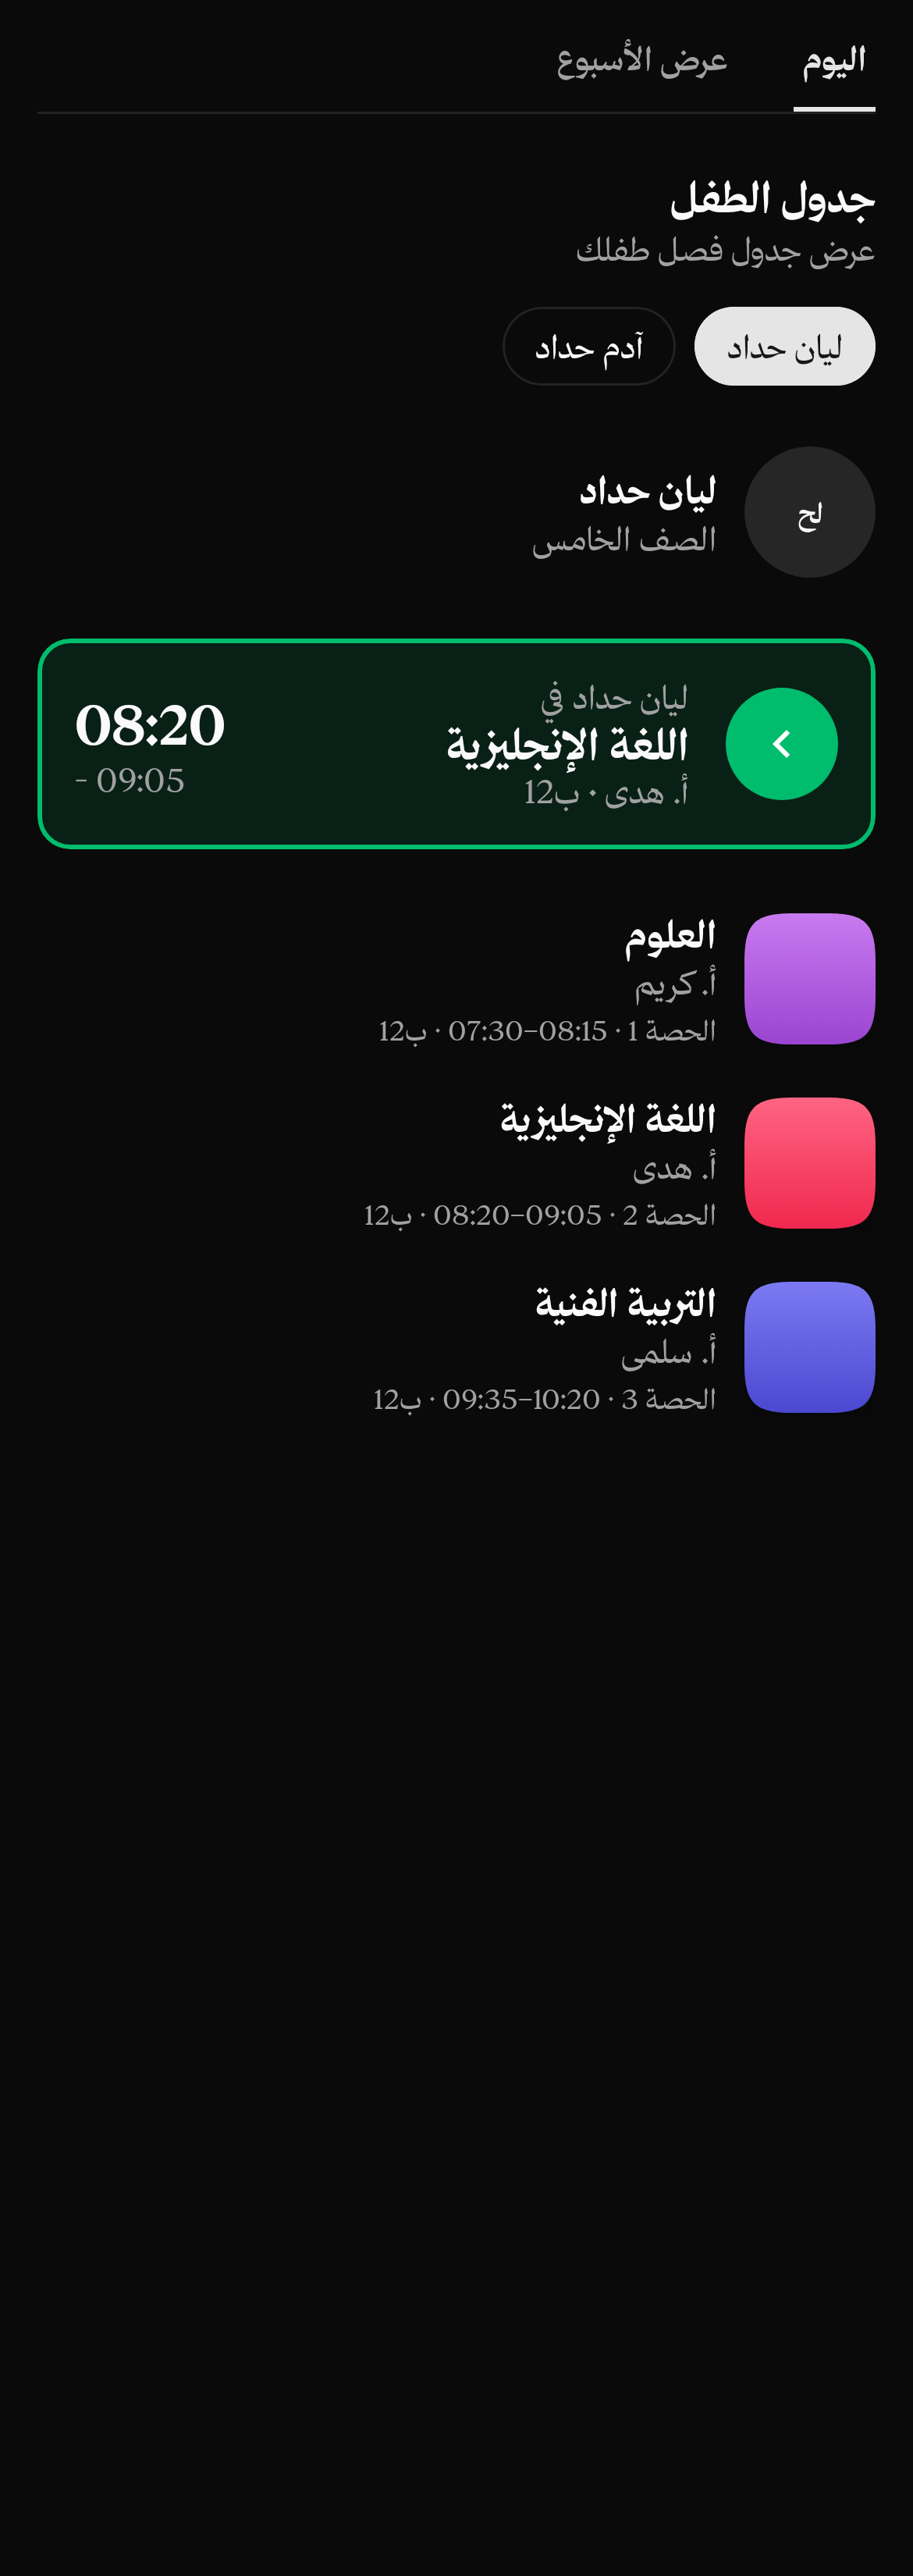 اليوم
عرض الأسبوع
جدول الطفل
عرض جدول فصل طفلك
ليان حداد
آدم حداد
لح
ليان حداد
الصف الخامس
ليان حداد في
اللغة الإنجليزية
أ. هدى • ب12
08:20
- 09:05
العلوم
أ. كريم
الحصة 1 · 07:30–08:15 · ب12
اللغة الإنجليزية
أ. هدى
الحصة 2 · 08:20–09:05 · ب12
التربية الفنية
أ. سلمى
الحصة 3 · 09:35–10:20 · ب12